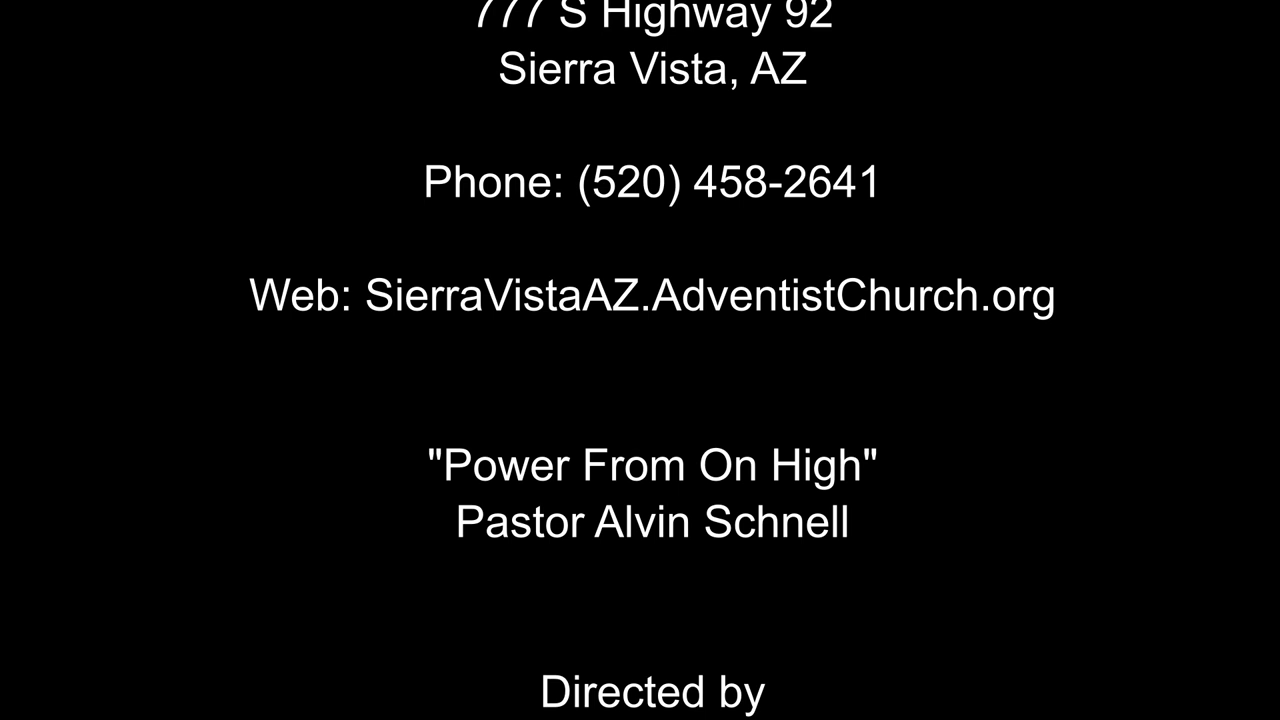 777 S Highway 92
Sierra Vista, AZ
Phone: (520) 458-2641
Web: SierraVistaAZ.AdventistChurch.org
"Power From On High"
Pastor Alvin Schnell
Directed by